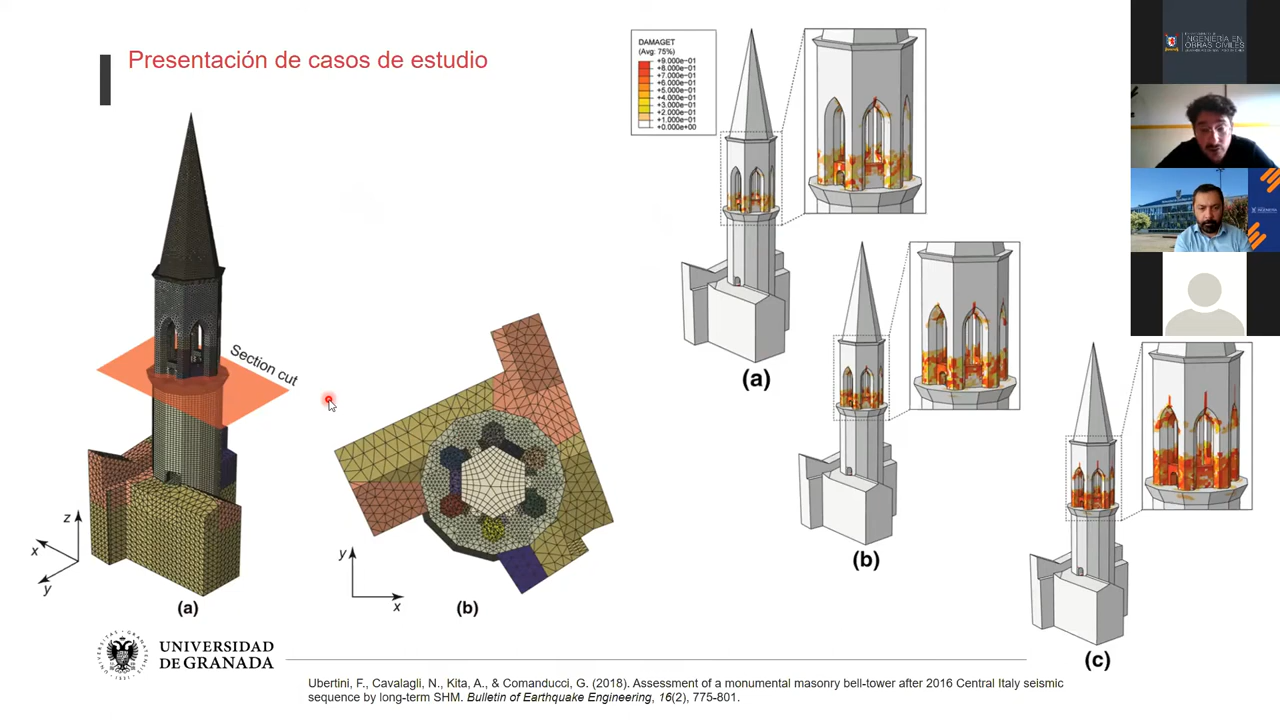 Presentación de casos de estudio
Section cut
z
x
y
(a)
y
x
(b)
DAMAGET
(Avg: 75%)
+9.000e−01
+8.000e−01
+7.000e−01
+6.000e−01
+5.000e−01
+4.000e−01
+3.000e−01
+2.000e−01
+1.000e−01
+0.000e+00
(a)
(b)
(c)
UNIVERSIDAD
DE GRANADA
Ubertini, F., Cavalagli, N., Kita, A., & Comanducci, G. (2018). Assessment of a monumental masonry bell-tower after 2016 Central Italy seismic
sequence by long-term SHM. Bulletin of Earthquake Engineering, 16(2), 775-801.
INGENIERÍA EN
OBRAS CIVILES